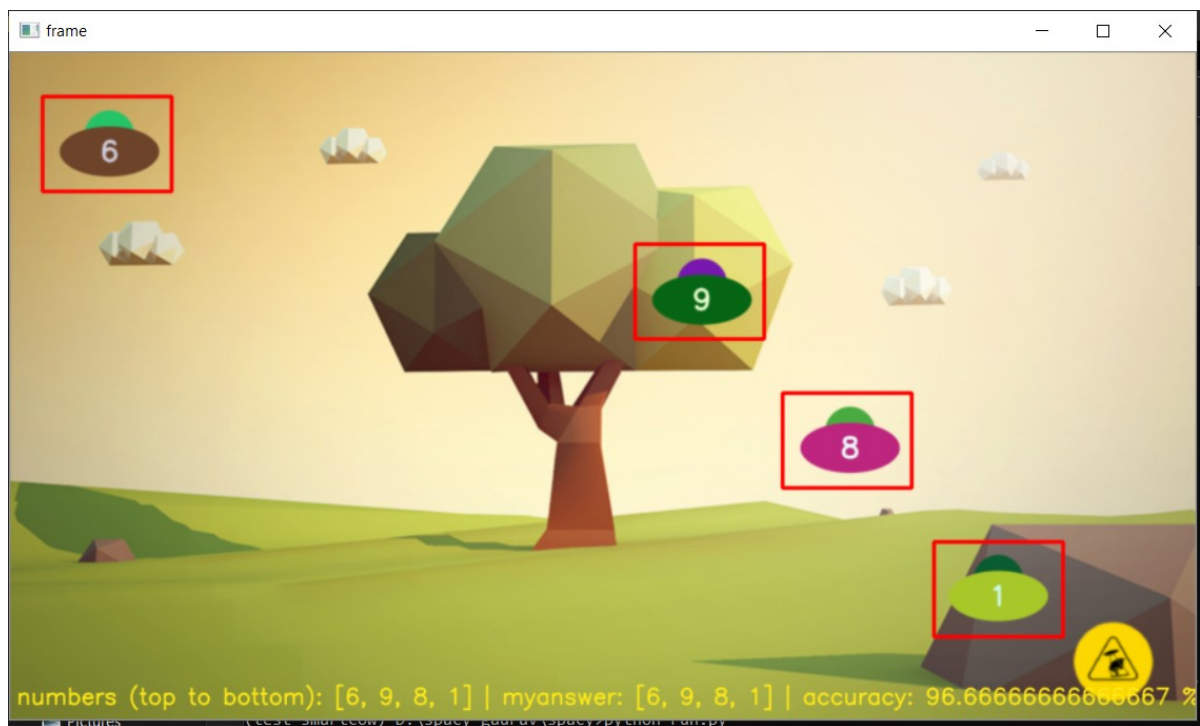 frame
6
9
8
1
numbers (top to bottom): [6, 9, 8, 1] | myanswer: [6, 9, 8, 1] | accuracy: 96.66666666666667 %
Pictures